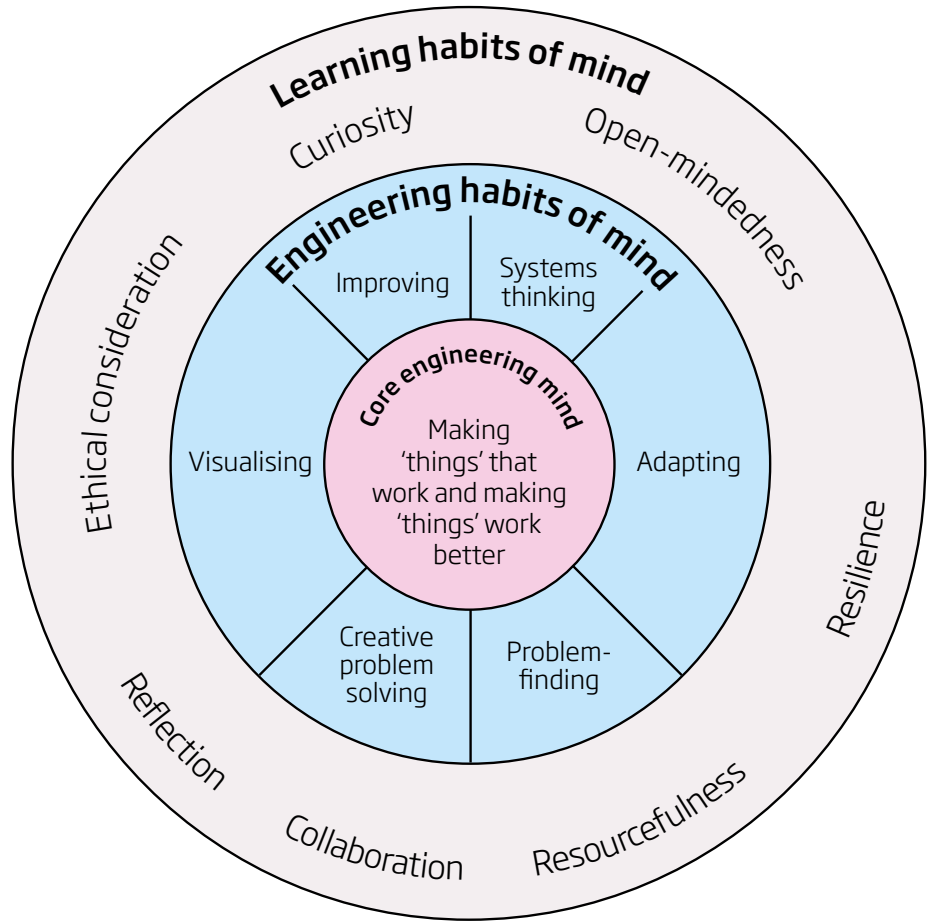 Learning habits of mind
Curiosity
Open-mindedness
Resilience
Resourcefulness
Collaboration
Reflection
Ethical consideration
Engineering habits of mind
Improving
Systems
thinking
Adapting
Problem-
finding
Creative
problem
solving
Visualising
Core engineering mind
Making
‘things’ that
work and making
‘things’ work
better